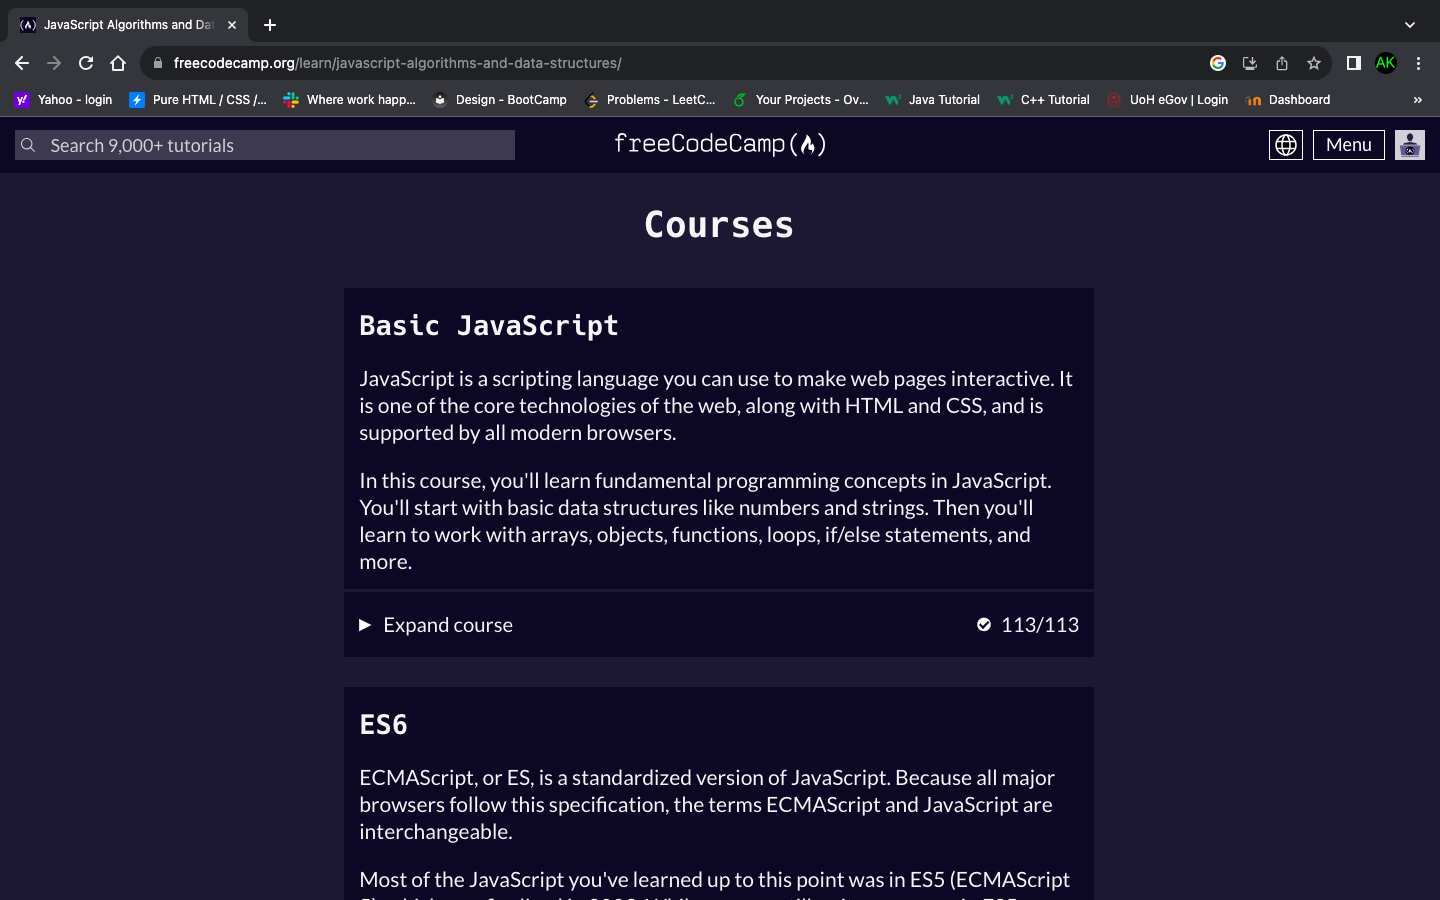 JavaScript Algorithms and Dat
freecodecamp.org/learn/javascript-algorithms-and-data-structures/
AK
Yahoo - login
Pure HTML / CSS /...
Where work happ...
Design - BootCamp
Problems - LeetC...
Your Projects - Ov...
Java Tutorial
C++ Tutorial
UoH eGov | Login
Dashboard
»
Search 9,000+ tutorials
freeCodeCamp
Menu
Courses
Basic JavaScript
JavaScript is a scripting language you can use to make web pages interactive. It
is one of the core technologies of the web, along with HTML and CSS, and is
supported by all modern browsers.
In this course, you'll learn fundamental programming concepts in JavaScript.
You'll start with basic data structures like numbers and strings. Then you'll
learn to work with arrays, objects, functions, loops, if/else statements, and
more.
Expand course
113/113
ES6
ECMAScript, or ES, is a standardized version of JavaScript. Because all major
browsers follow this specification, the terms ECMAScript and JavaScript are
interchangeable.
Most of the JavaScript you've learned up to this point was in ES5 (ECMAScript